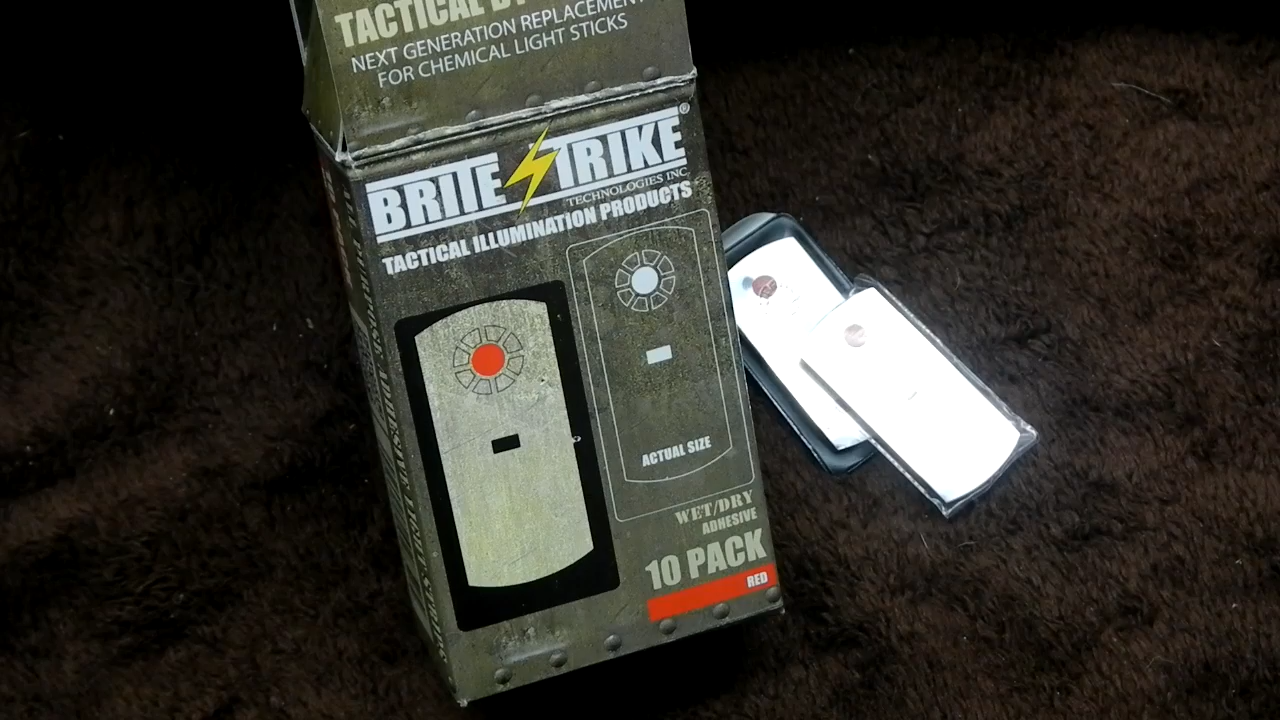 TACTICAL
NEXT GENERATION REPLACEMENT
FOR CHEMICAL LIGHT STICKS
BRITE STRIKE®
TECHNOLOGIES INC
TACTICAL ILLUMINATION PRODUCTS
ACTUAL SIZE
WET/DRY
ADHESIVE
10 PACK
RED